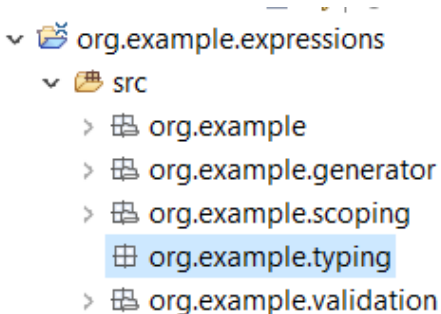 org.example.expressions
src
org.example
org.example.generator
org.example.scoping
org.example.typing
org.example.validation